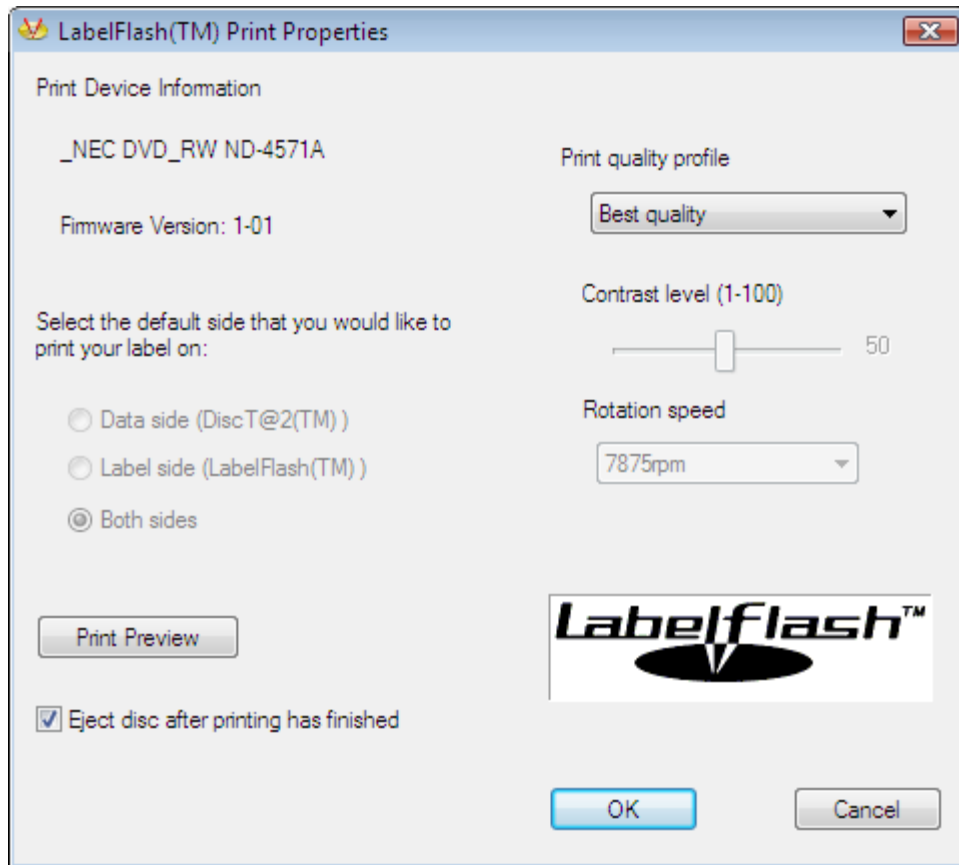 LabelFlash(TM) Print Properties
Print Device Information
_NEC DVD_RW ND-4571A
Firmware Version: 1-01
Select the default side that you would like to
print your label on:
Data side (DiscT@2(TM) )
Label side (LabelFlash(TM) )
Both sides
Print Preview
Eject disc after printing has finished
Print quality profile
Best quality
Contrast level (1-100)
50
Rotation speed
7875rpm
Labelflash™
OK
Cancel